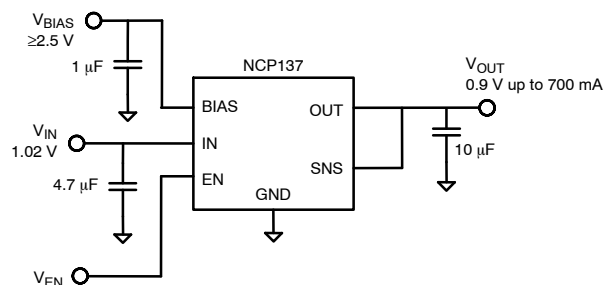 VBIAS
≥2.5 V
1 μF
NCP137
VOUT
0.9 V up to 700 mA
BIAS
OUT
VIN
1.02 V
IN
4.7 μF
EN
SNS
10 μF
GND
VEN